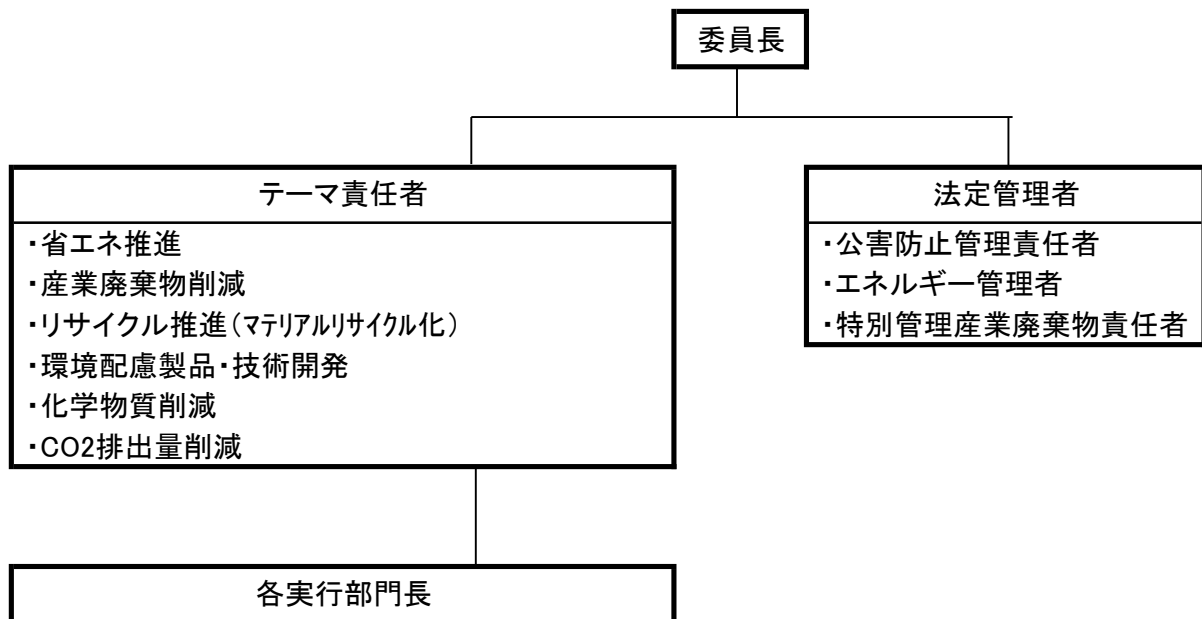 委員長
テーマ責任者
・省エネ推進
・産業廃棄物削減
・リサイクル推進(ﾏﾃﾘｱﾙﾘｻｲｸﾙ化)
・環境配慮製品・技術開発
・化学物質削減
・CO2排出量削減
法定管理者
・公害防止管理責任者
・エネルギー管理者
・特別管理産業廃棄物責任者
各実行部門長